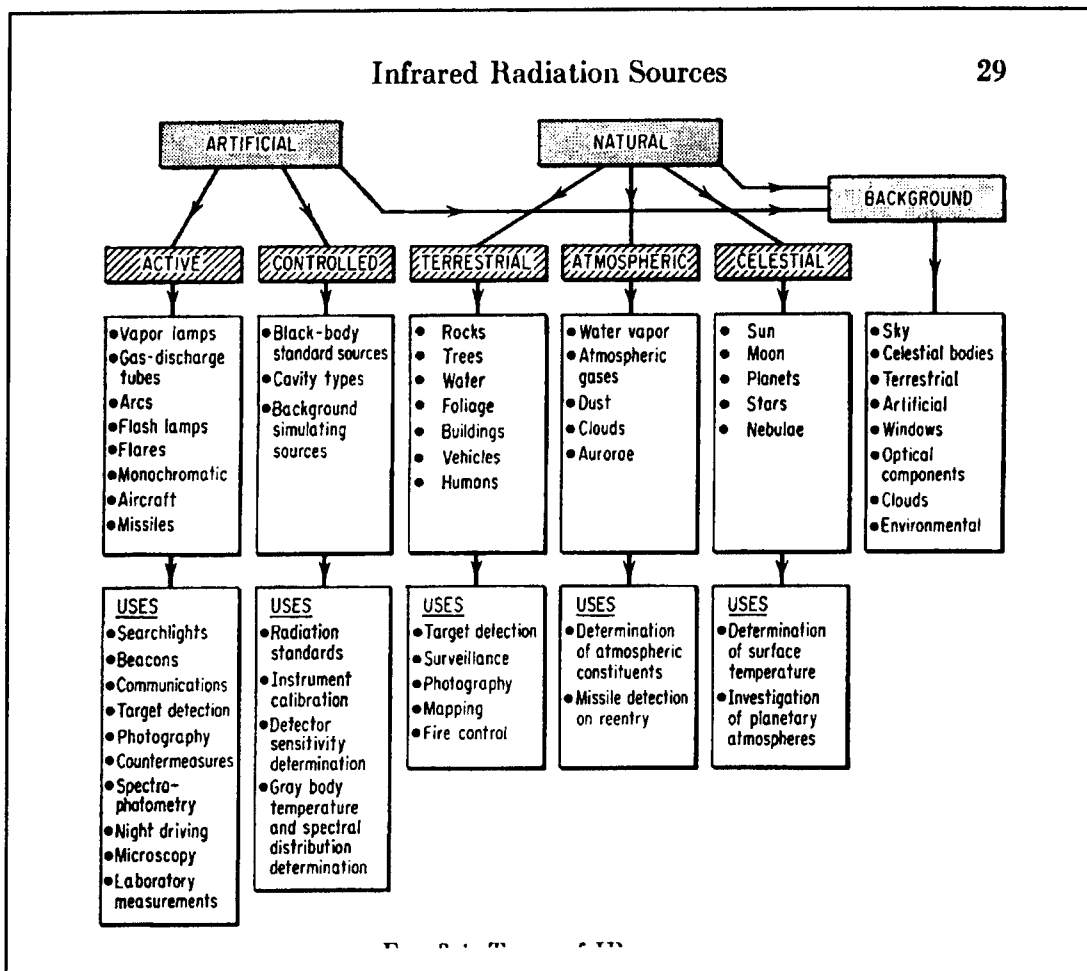 Infrared Radiation Sources 29
ARTIFICIAL
NATURAL
BACKGROUND
ACTIVE
CONTROLLED
TERRESTRIAL
ATMOSPHERIC
CELESTIAL
●Vapor lamps
●Gas-discharge
tubes
●Arcs
●Flash lamps
●Flares
●Monochromatic
●Aircraft
●Missiles
●Black-body
standard sources
●Cavity types
●Background
simulating
sources
● Rocks
● Trees
● Water
● Foliage
● Buildings
● Vehicles
● Humans
●Water vapor
●Atmospheric
gases
●Dust
●Clouds
●Aurorae
● Sun
● Moon
● Planets
● Stars
● Nebulae
●Sky
●Celestial bodies
●Terrestrial
●Artificial
●Windows
●Optical
components
●Clouds
●Environmental
USES
●Searchlights
●Beacons
●Communications
●Target detection
●Photography
●Countermeasures
●Spectro-
photometry
●Night driving
●Microscopy
●Laboratory
measurements
USES
●Radiation
standards
●Instrument
calibration
●Detector
sensitivity
determination
●Gray body
temperature
and spectral
distribution
determination
USES
●Target detection
●Surveillance
●Photography
●Mapping
●Fire control
USES
●Determination
of atmospheric
constituents
●Missile detection
on reentry
USES
●Determination
of surface
temperature
●Investigation
of planetary
atmospheres